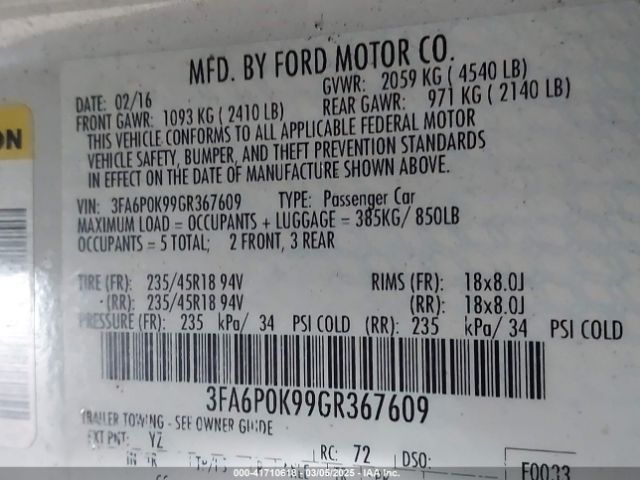 MFD. BY FORD MOTOR CO.
DATE: 02/16 GVWR: 2059 KG ( 4540 LB)
FRONT GAWR: 1093 KG ( 2410 LB) REAR GAWR: 971 KG ( 2140 LB)
THIS VEHICLE CONFORMS TO ALL APPLICABLE FEDERAL MOTOR
VEHICLE SAFETY, BUMPER, AND THEFT PREVENTION STANDARDS
IN EFFECT ON THE DATE OF MANUFACTURE SHOWN ABOVE.
VIN: 3FA6P0K99GR367609 TYPE: Passenger Car
MAXIMUM LOAD = OCCUPANTS + LUGGAGE = 385KG/ 850LB
OCCUPANTS = 5 TOTAL; 2 FRONT, 3 REAR
TIRE (FR): 235/45R18 94V RIMS (FR): 18x8.0J
(RR): 235/45R18 94V (RR): 18x8.0J
PRESSURE (FR): 235 kPa/ 34 PSI COLD (RR): 235 kPa/ 34 PSI COLD
3FA6P0K99GR367609
TRAILER TOWING - SEE OWNER GUIDE
EXT PNT: YZ
RC: 72 DSO:
F0033
© 00-41710618 - 03/05/2025 - IAAI, Inc.